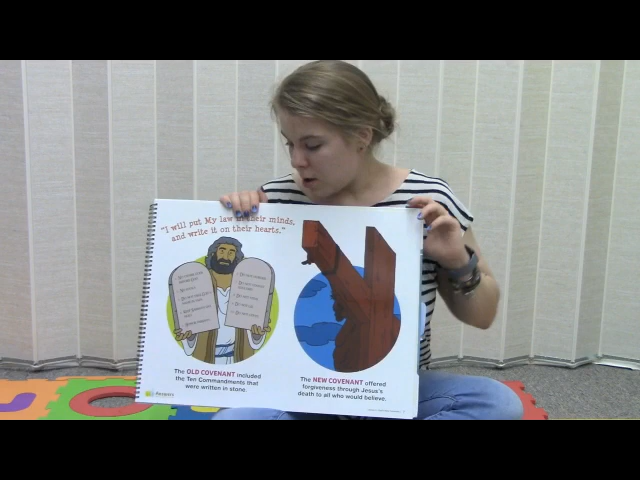 "I will put My law in their minds,
and write it on their hearts."
The OLD COVENANT included
the Ten Commandments that
were written in stone.
The NEW COVENANT offered
forgiveness through Jesus's
death to all who would believe.
Answers